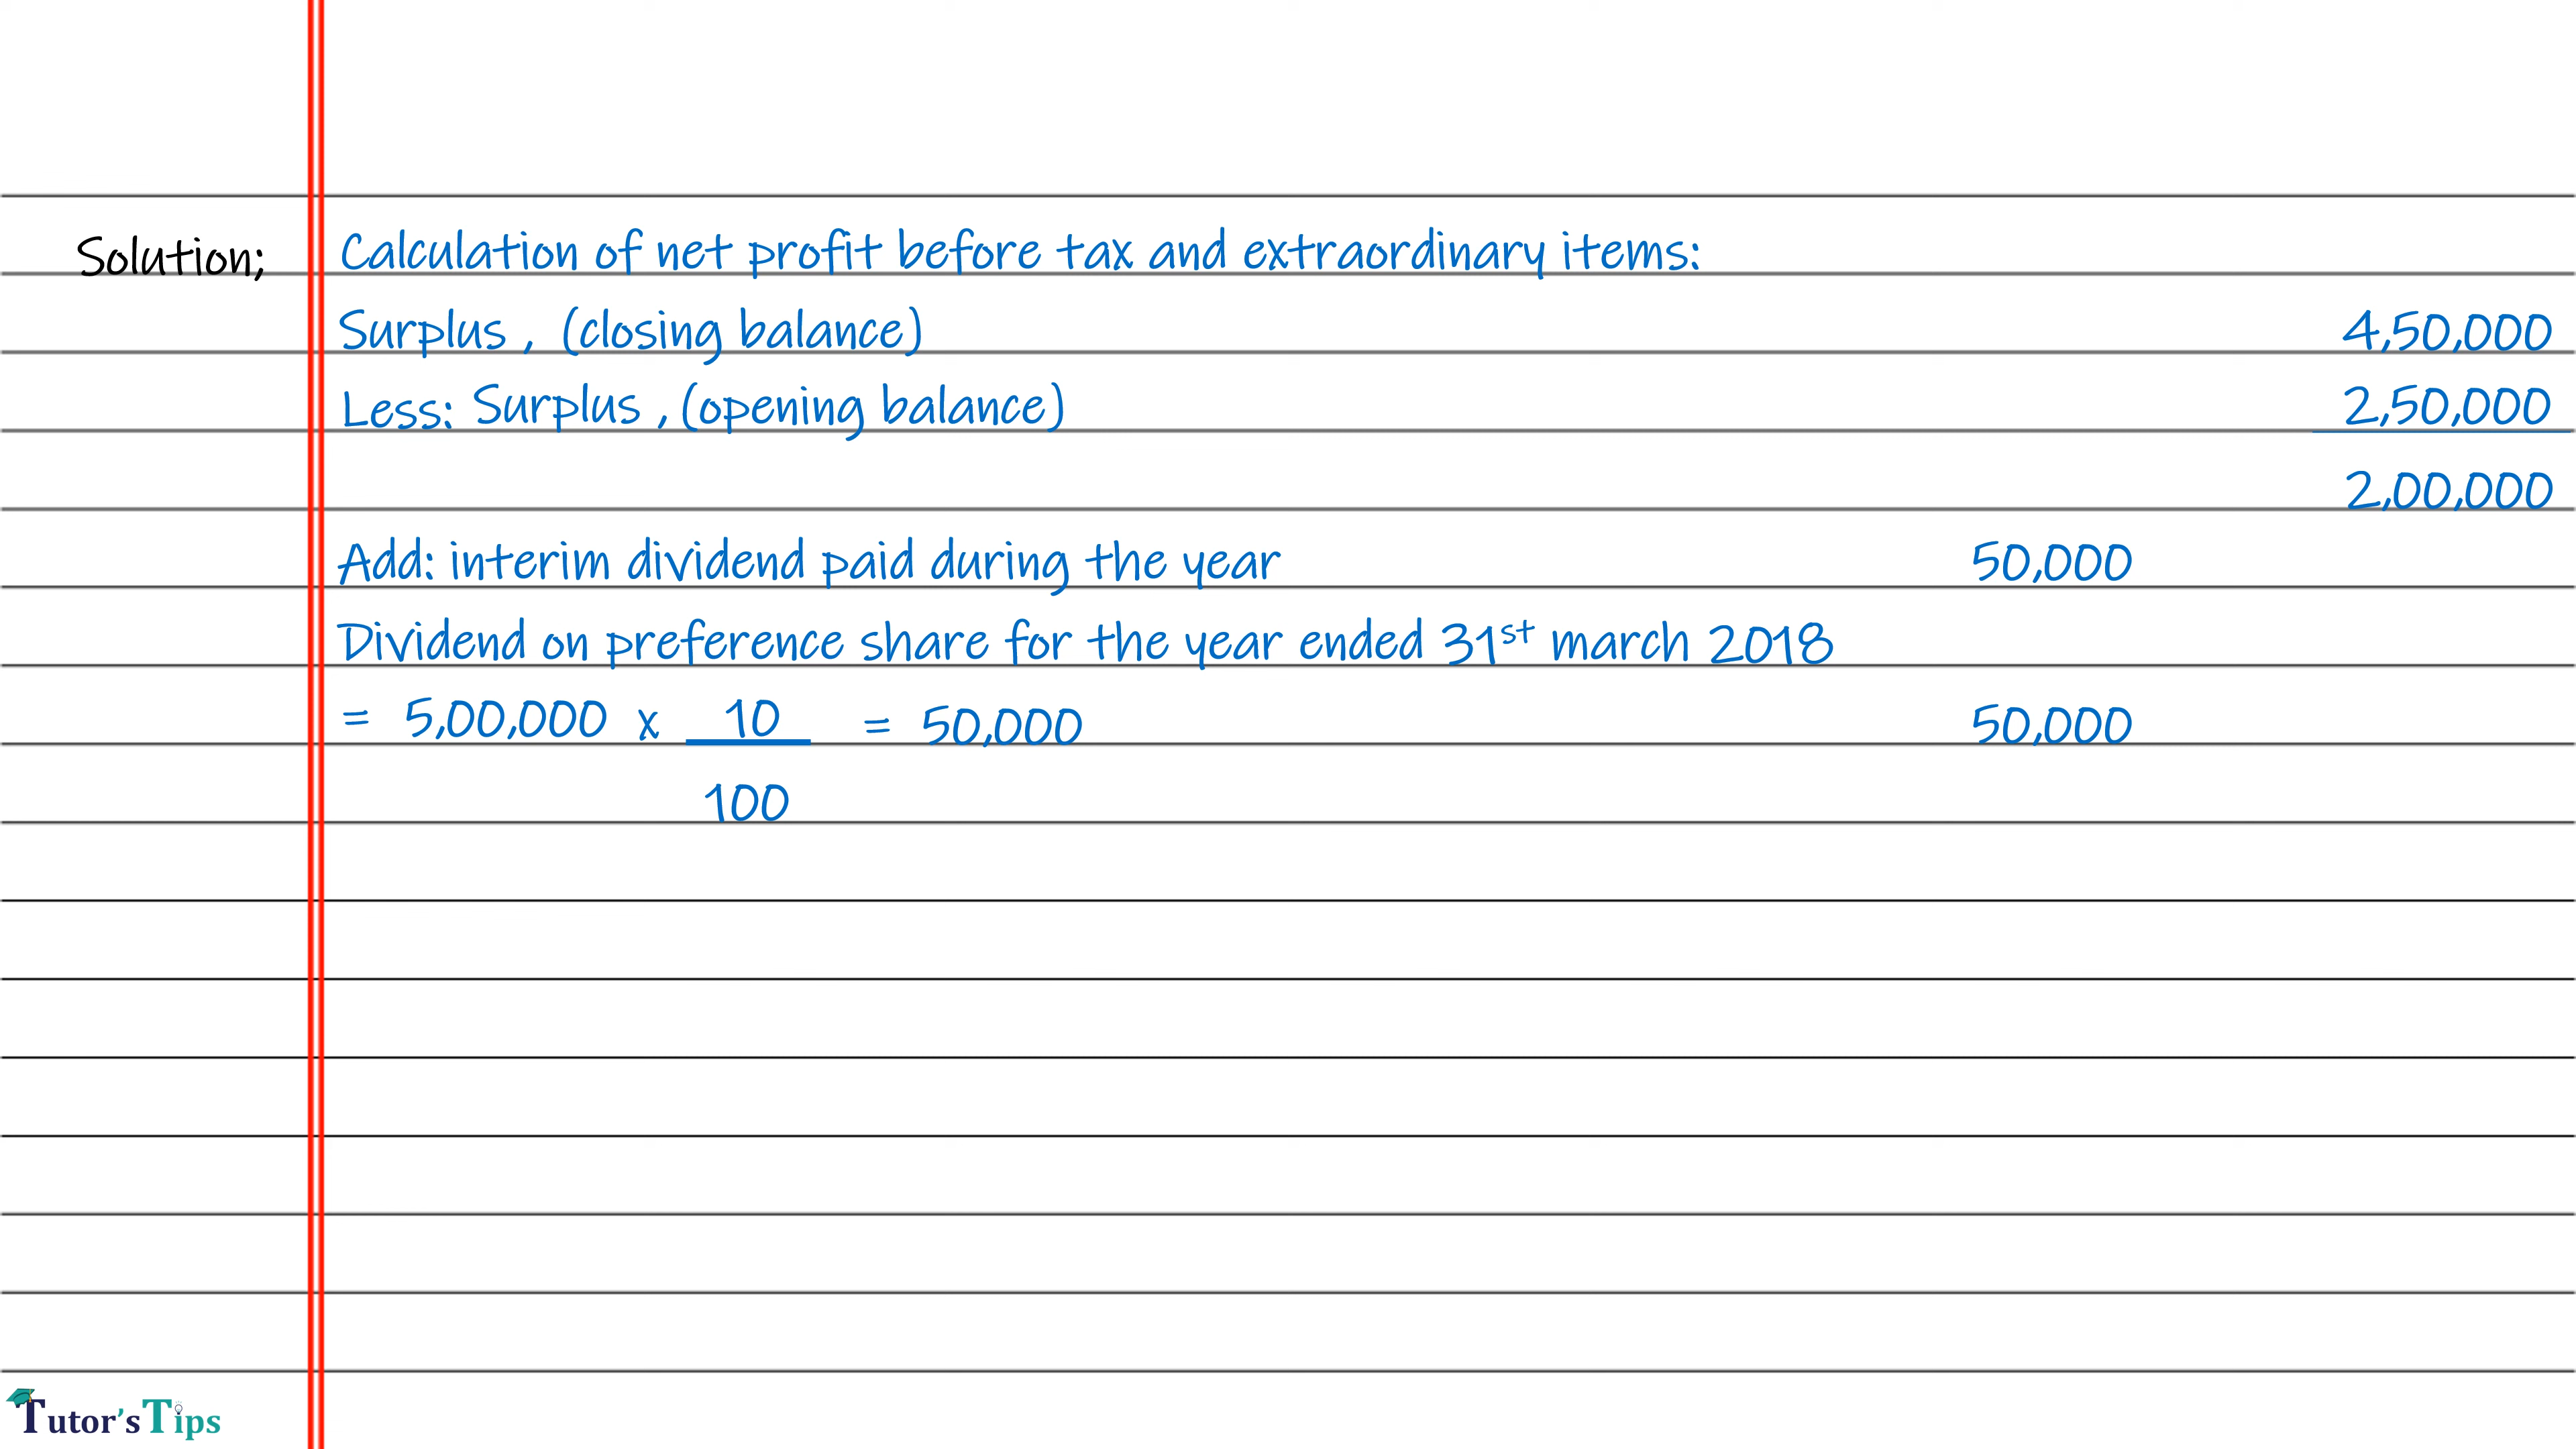 Solution; Calculation of net profit before tax and extraordinary items:
Surplus , (closing balance) 4,50,000
Less: Surplus , (opening balance) 2,50,000
2,00,000
Add: interim dividend paid during the year 50,000
Dividend on preference share for the year ended 31st march 2018
= 5,00,000 x 10 = 50,000 50,000
100
Tutor's Tips